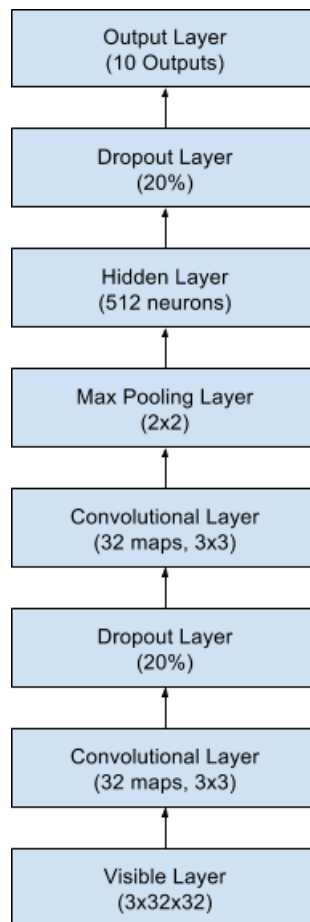 Output Layer
(10 Outputs)
Dropout Layer
(20%)
Hidden Layer
(512 neurons)
Max Pooling Layer
(2x2)
Convolutional Layer
(32 maps, 3x3)
Dropout Layer
(20%)
Convolutional Layer
(32 maps, 3x3)
Visible Layer
(3x32x32)